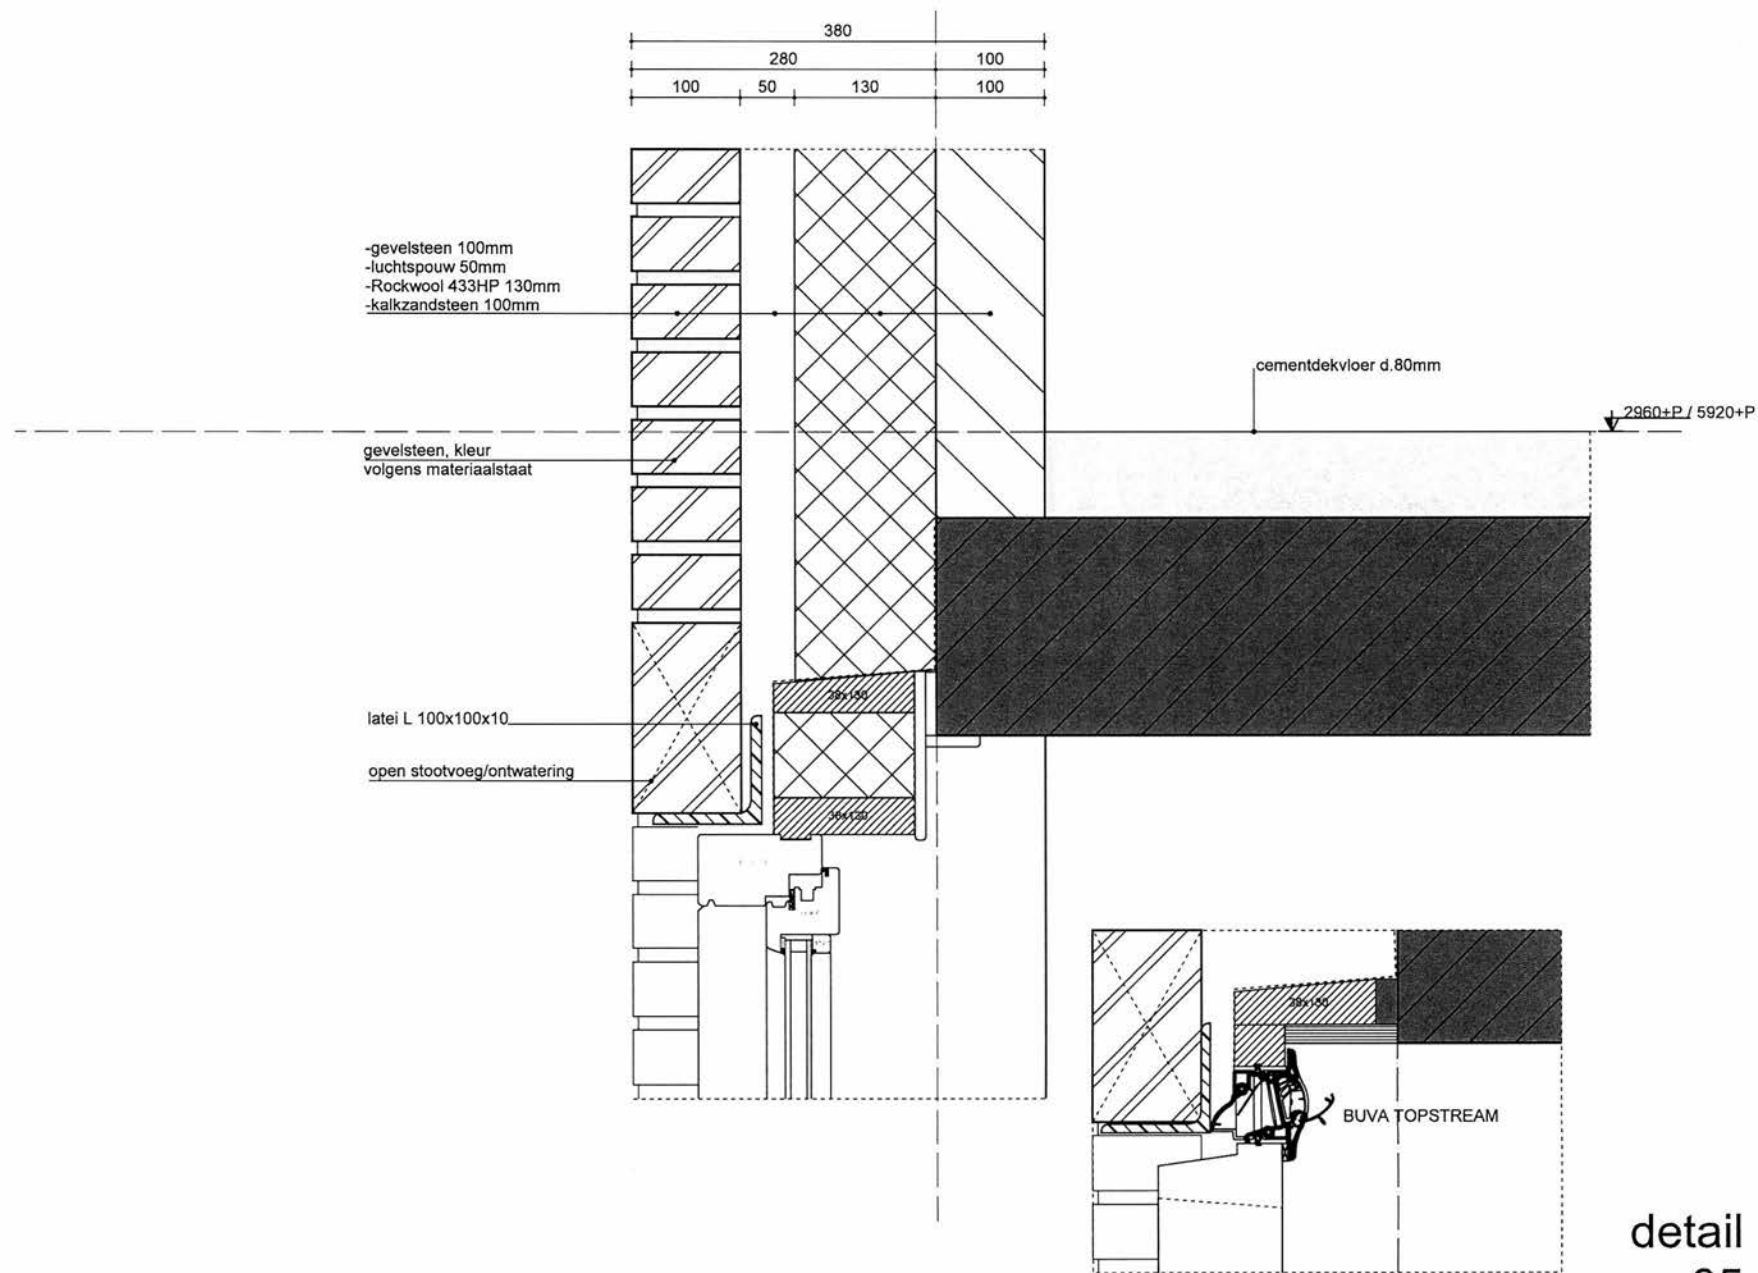 380
280 100
100 50 130 100
-gevelsteen 100mm
-luchtspouw 50mm
-Rockwool 433HP 130mm
-kalkzandsteen 100mm
cementdekvloer d.80mm
2960+P / 5920+P
gevelsteen, kleur
volgens materiaalstaat
38x130
latei L 100x100x10
open stootvoeg/ontwatering
38x130
BUVA TOPSTREAM
detail